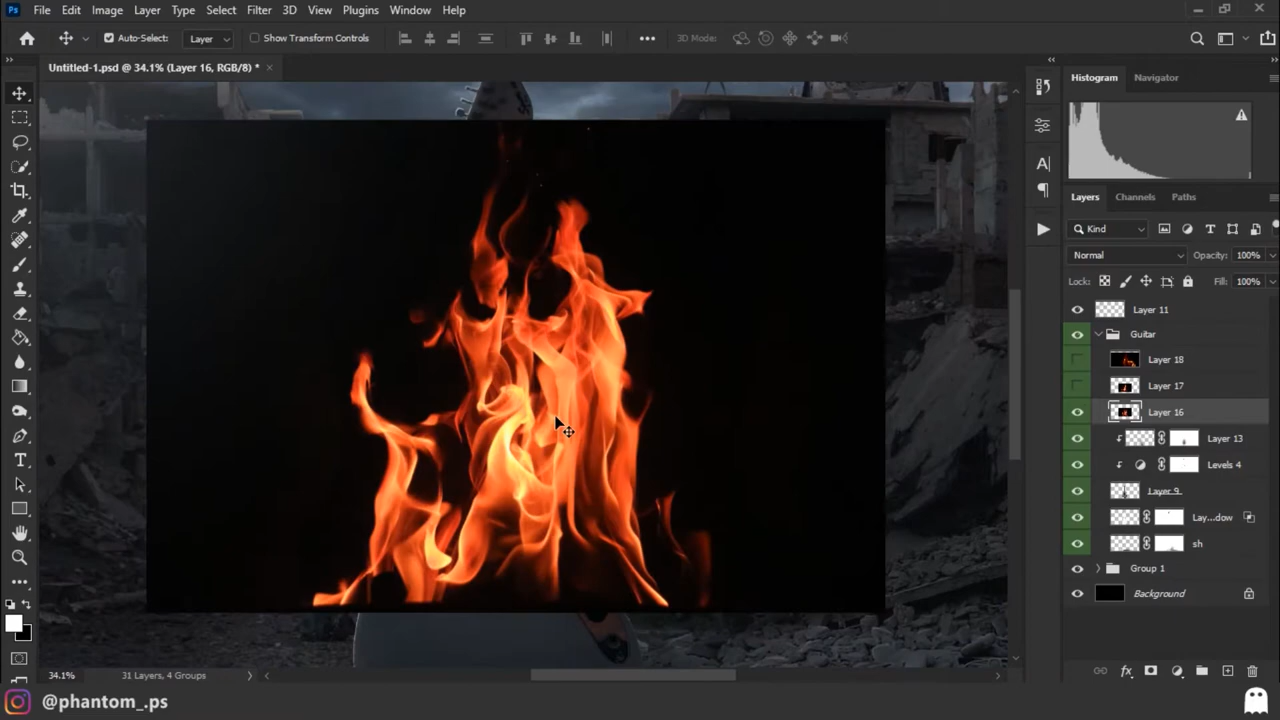 Ps File Edit Image Layer Type Select Filter 3D View Plugins Window Help
Auto-Select: Layer Show Transform Controls 3D Mode:
Untitled-1.psd @ 34.1% (Layer 16, RGB/8) *
Histogram Navigator
Layers Channels Paths
Kind
Normal Opacity: 100%
Lock: Fill: 100%
Layer 11
Guitar
Layer 18
Layer 17
Layer 16
Layer 13
Levels 4
Layer 9
Lay...dow
sh
Group 1
Background
34.1% 31 Layers, 4 Groups
@phantom_.ps